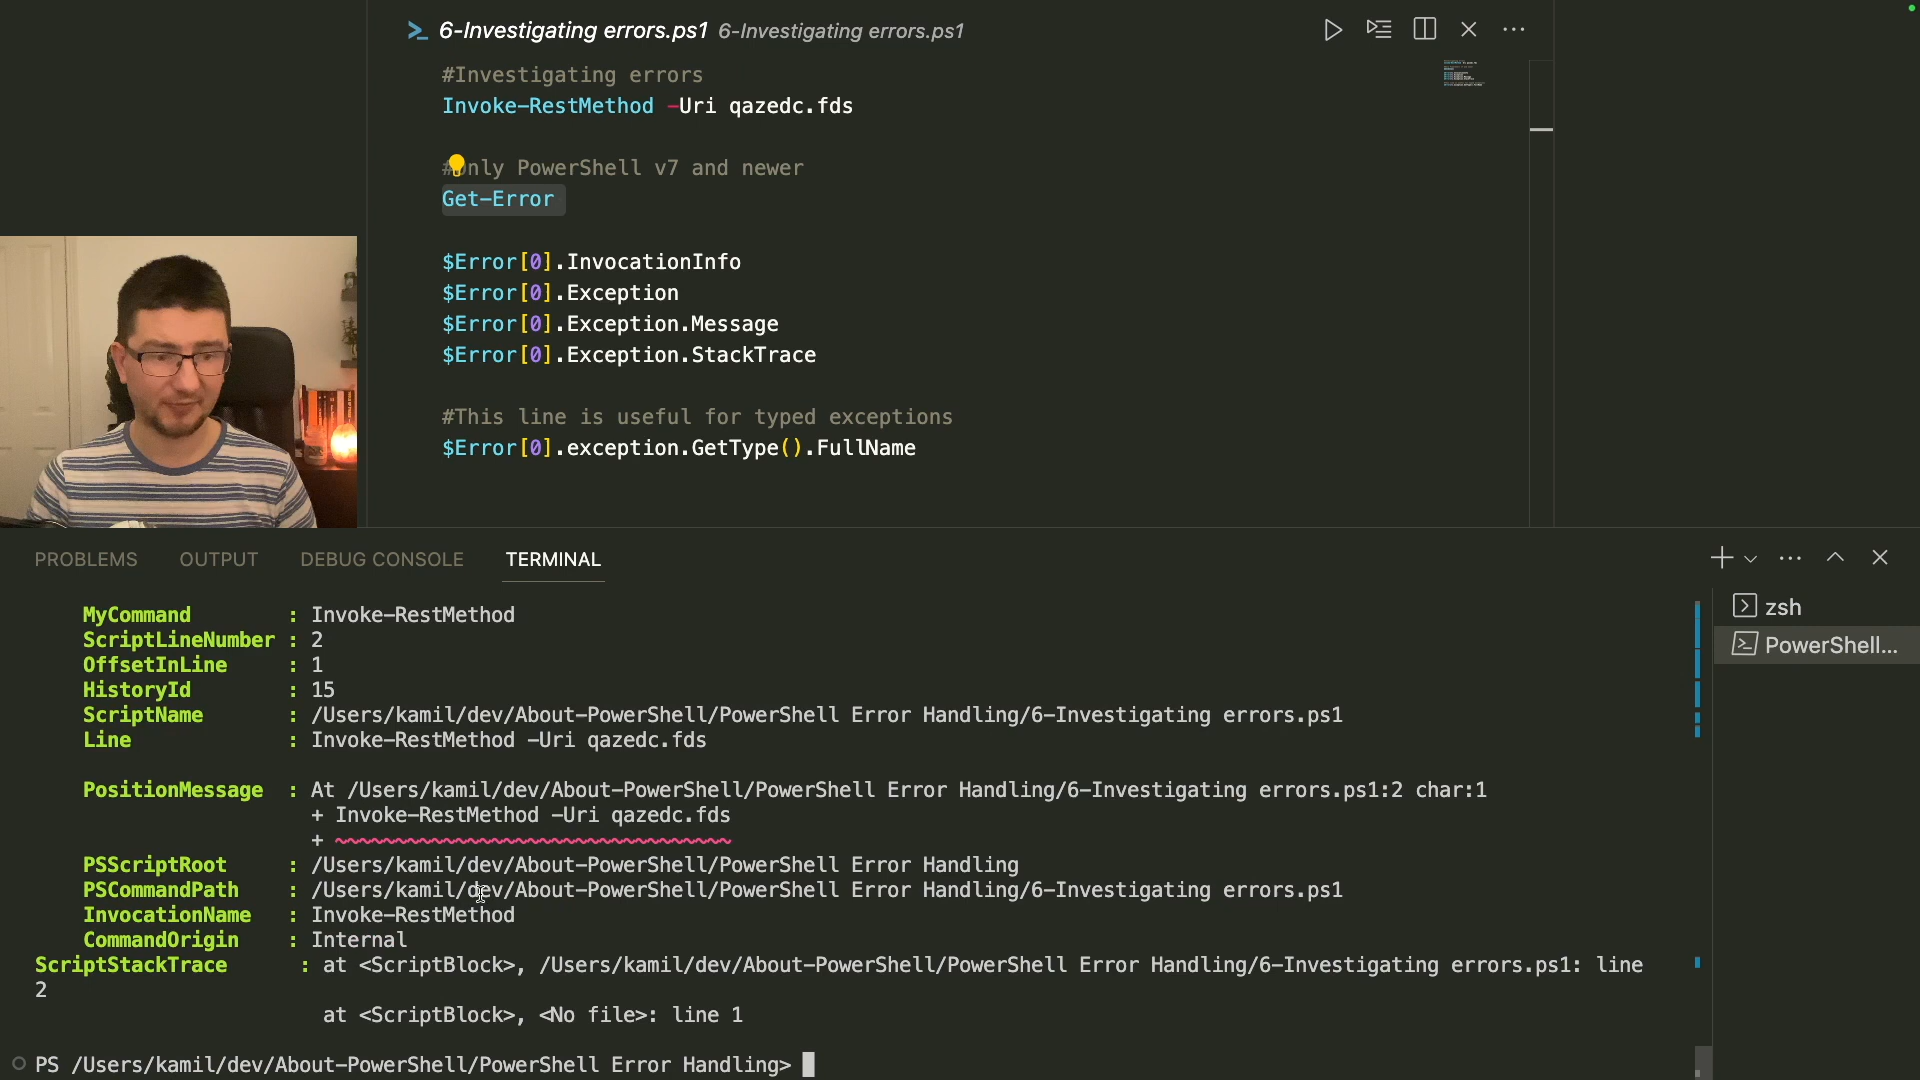 6-Investigating errors.ps1 6-Investigating errors.ps1
#Investigating errors
Invoke-RestMethod -Uri qazedc.fds
#Only PowerShell v7 and newer
Get-Error
$Error[0].InvocationInfo
$Error[0].Exception
$Error[0].Exception.Message
$Error[0].Exception.StackTrace
#This line is useful for typed exceptions
$Error[0].exception.GetType().FullName
PROBLEMS OUTPUT DEBUG CONSOLE TERMINAL
zsh
PowerShell...
MyCommand : Invoke-RestMethod
ScriptLineNumber : 2
OffsetInLine : 1
HistoryId : 15
ScriptName : /Users/kamil/dev/About-PowerShell/PowerShell Error Handling/6-Investigating errors.ps1
Line : Invoke-RestMethod -Uri qazedc.fds
PositionMessage : At /Users/kamil/dev/About-PowerShell/PowerShell Error Handling/6-Investigating errors.ps1:2 char:1
+ Invoke-RestMethod -Uri qazedc.fds
+ ~~~~~~~~~~~~~~~~~~~~~~~~~~~~~~~~~
PSScriptRoot : /Users/kamil/dev/About-PowerShell/PowerShell Error Handling
PSCommandPath : /Users/kamil/dev/About-PowerShell/PowerShell Error Handling/6-Investigating errors.ps1
InvocationName : Invoke-RestMethod
CommandOrigin : Internal
ScriptStackTrace : at <ScriptBlock>, /Users/kamil/dev/About-PowerShell/PowerShell Error Handling/6-Investigating errors.ps1: line
2
at <ScriptBlock>, <No file>: line 1
PS /Users/kamil/dev/About-PowerShell/PowerShell Error Handling>